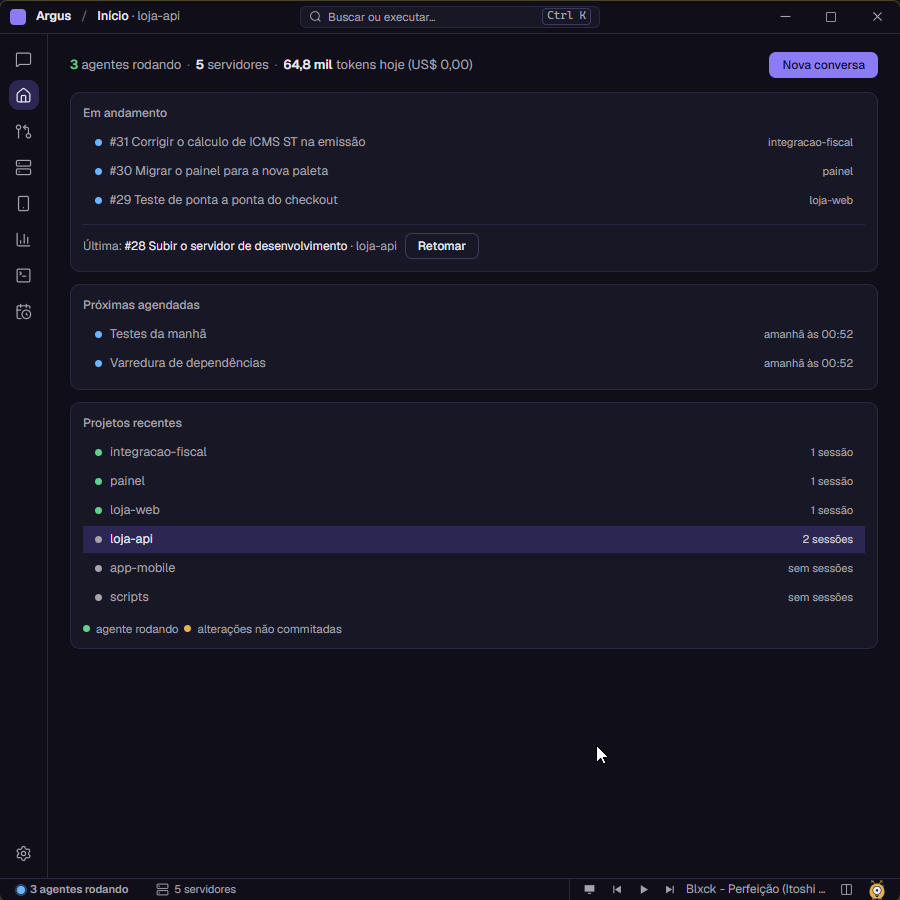 Argus / Início · loja-api
Buscar ou executar... Ctrl K
3 agentes rodando · 5 servidores · 64,8 mil tokens hoje (US$ 0,00)
Nova conversa
Em andamento
#31 Corrigir o cálculo de ICMS ST na emissão integracao-fiscal
#30 Migrar o painel para a nova paleta painel
#29 Teste de ponta a ponta do checkout loja-web
Última: #28 Subir o servidor de desenvolvimento · loja-api Retomar
Próximas agendadas
Testes da manhã amanhã às 00:52
Varredura de dependências amanhã às 00:52
Projetos recentes
integracao-fiscal 1 sessão
painel 1 sessão
loja-web 1 sessão
loja-api 2 sessões
app-mobile sem sessões
scripts sem sessões
agente rodando alterações não commitadas
3 agentes rodando 5 servidores Blxck - Perfeição (Itoshi ...